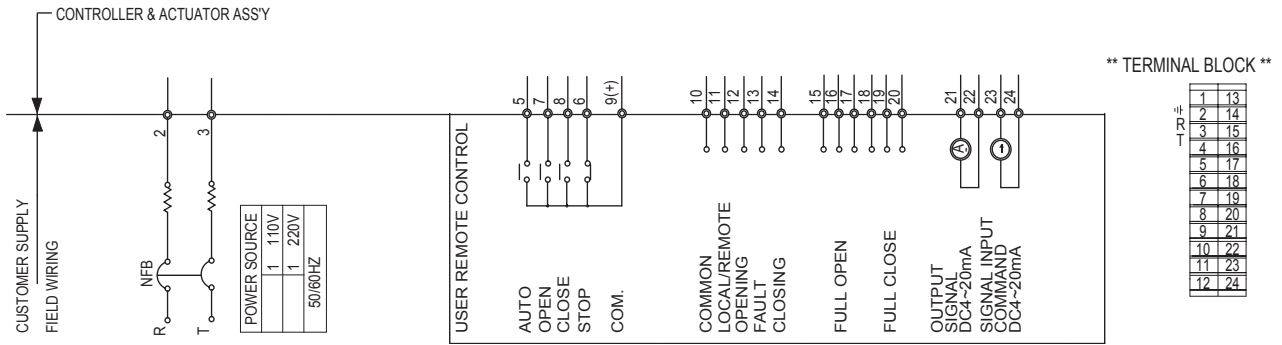 CONTROLLER & ACTUATOR ASS'Y
CUSTOMER SUPPLY
FIELD WIRING
2
3
NFB
R
T
POWER SOURCE
1 110V
1 220V
50/60HZ
USER REMOTE CONTROL
5
7
8
6
9(+)
AUTO
OPEN
CLOSE
STOP
COM.
10
11
12
13
14
COMMON
LOCAL/REMOTE
OPENING
FAULT
CLOSING
15
16
17
18
19
20
FULL OPEN
FULL CLOSE
21
22
23
24
A
OUTPUT
SIGNAL
DC4~20mA
SIGNAL INPUT
COMMAND
DC4~20mA
** TERMINAL BLOCK **
R
T
1 13
2 14
3 15
4 16
5 17
6 18
7 19
8 20
9 21
10 22
11 23
12 24